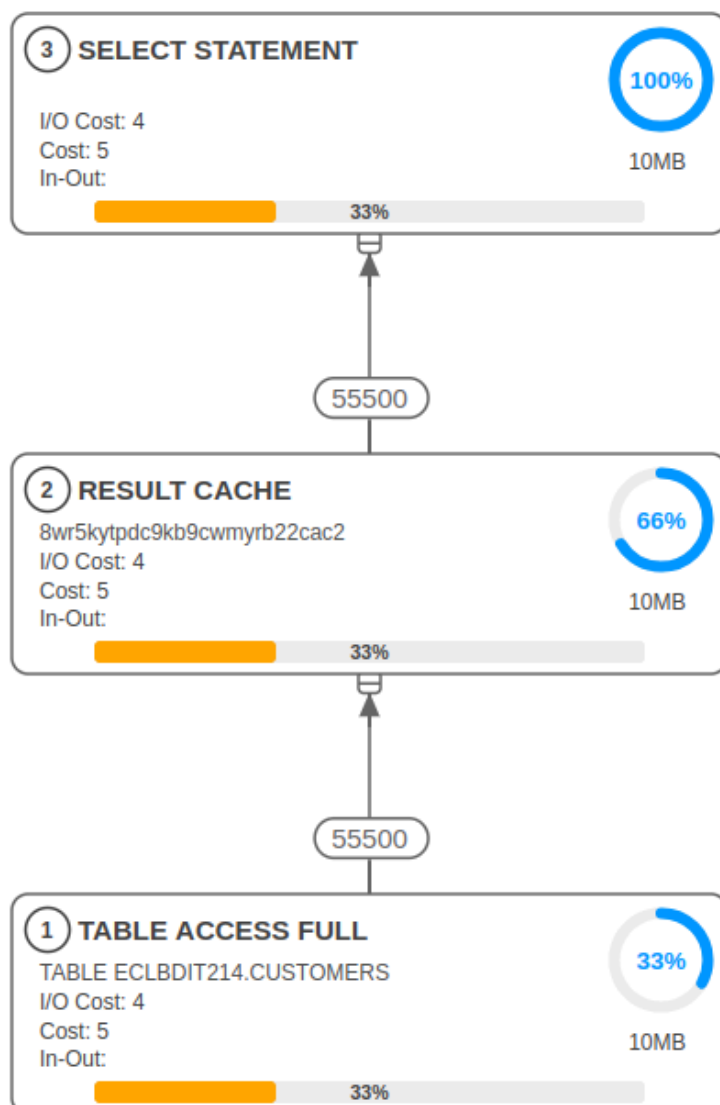 3 SELECT STATEMENT
100%
I/O Cost: 4
Cost: 5
In-Out:
10MB
33%
55500
2 RESULT CACHE
8wr5kytpdc9kb9cwmyrb22cac2
66%
I/O Cost: 4
Cost: 5
In-Out:
10MB
33%
55500
1 TABLE ACCESS FULL
TABLE ECLBDIT214.CUSTOMERS
33%
I/O Cost: 4
Cost: 5
In-Out:
10MB
33%